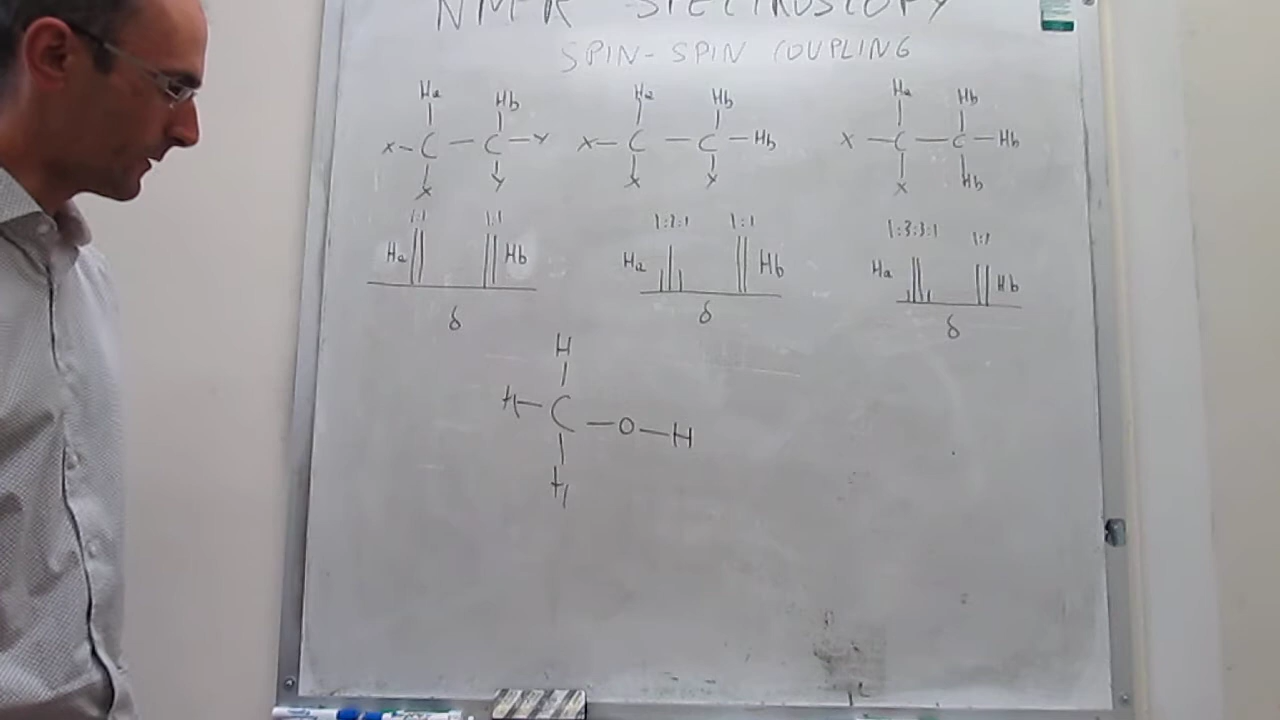 NMR SPECTROSCOPY
SPIN-SPIN COUPLING
Ha Hb
X-C-C-Y
X Y
Ha Hb
X-C-C-Hb
X X
Ha Hb
X-C-C-Hb
X Hb
1:1 1:1
Ha Hb
δ
1:2:1 1:1
Ha Hb
δ
1:3:3:1 1:1
Ha Hb
δ
H
H-C-O-H
H